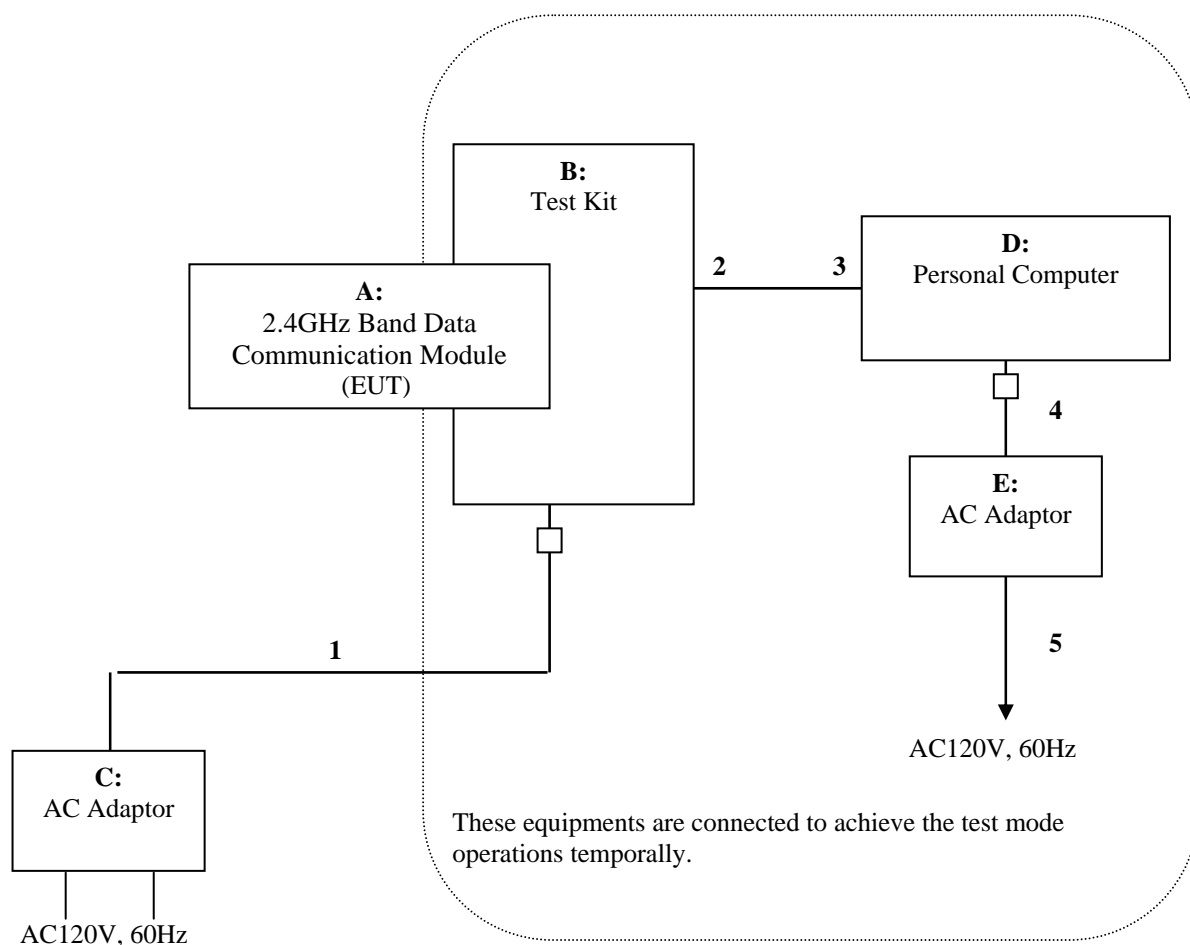 B:
Test Kit
A:
2.4GHz Band Data
Communication Module
(EUT)
2
3
D:
Personal Computer
4
E:
AC Adaptor
5
AC120V, 60Hz
1
C:
AC Adaptor
AC120V, 60Hz
These equipments are connected to achieve the test mode
operations temporally.